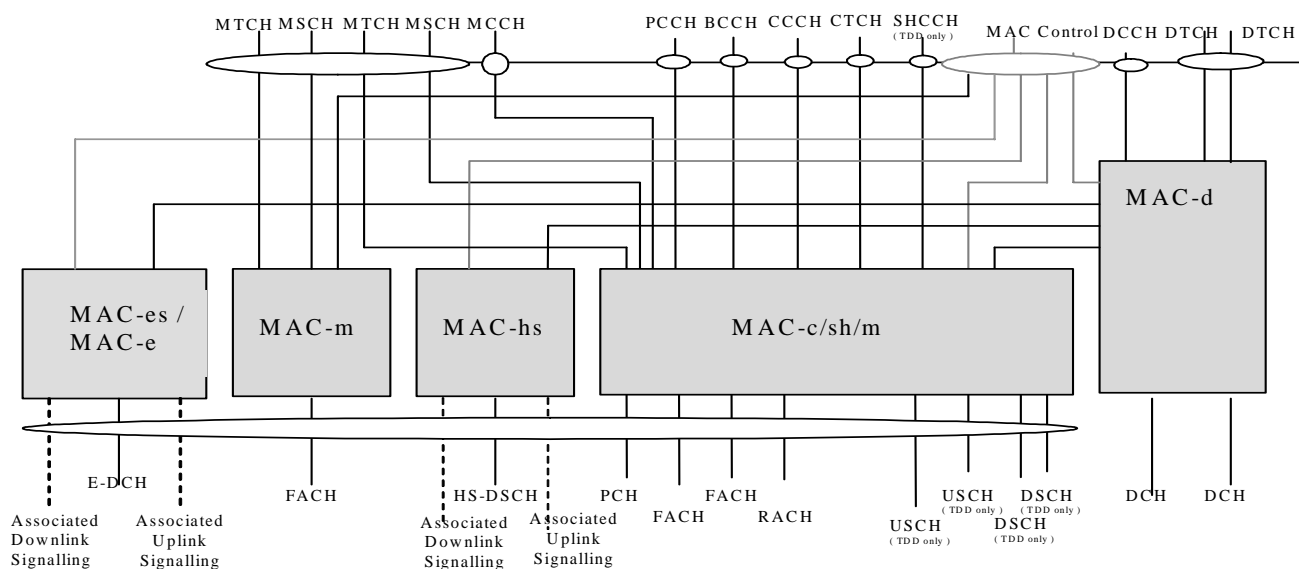 MTCH MSCH MTCH MSCH MCCH
PCCH BCCH CCCH CTCH SHCCH
( TDD only )
MAC Control DCCH DTCH DTCH
MAC-d
MAC-es /
MAC-e
MAC-m
MAC-hs
MAC-c/sh/m
E-DCH
FACH
HS-DSCH
PCH
FACH
FACH
RACH
USCH
( TDD only )
USCH
( TDD only )
DSCH
( TDD only )
DSCH
( TDD only )
DCH
DCH
Associated
Downlink
Signalling
Associated
Uplink
Signalling
Associated
Downlink
Signalling
Associated
Uplink
Signalling